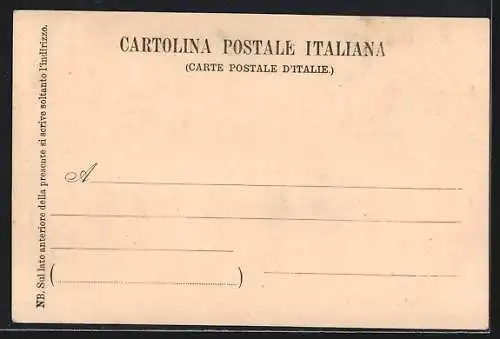 CARTOLINA POSTALE ITALIANA
(CARTE POSTALE D'ITALIE.)
A
( )
NB. Sul lato anteriore della presente si scrive soltanto l'indirizzo.